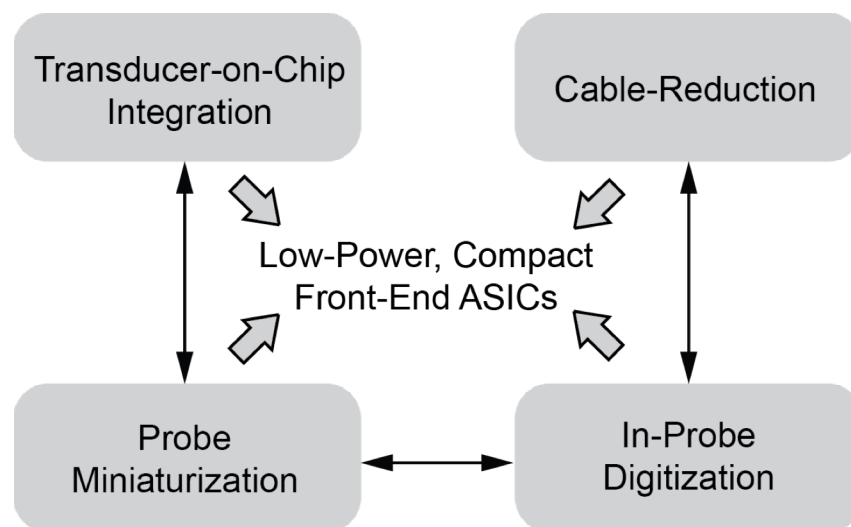 Transducer-on-Chip
Integration
Cable-Reduction
Low-Power, Compact
Front-End ASICs
Probe
Miniaturization
In-Probe
Digitization